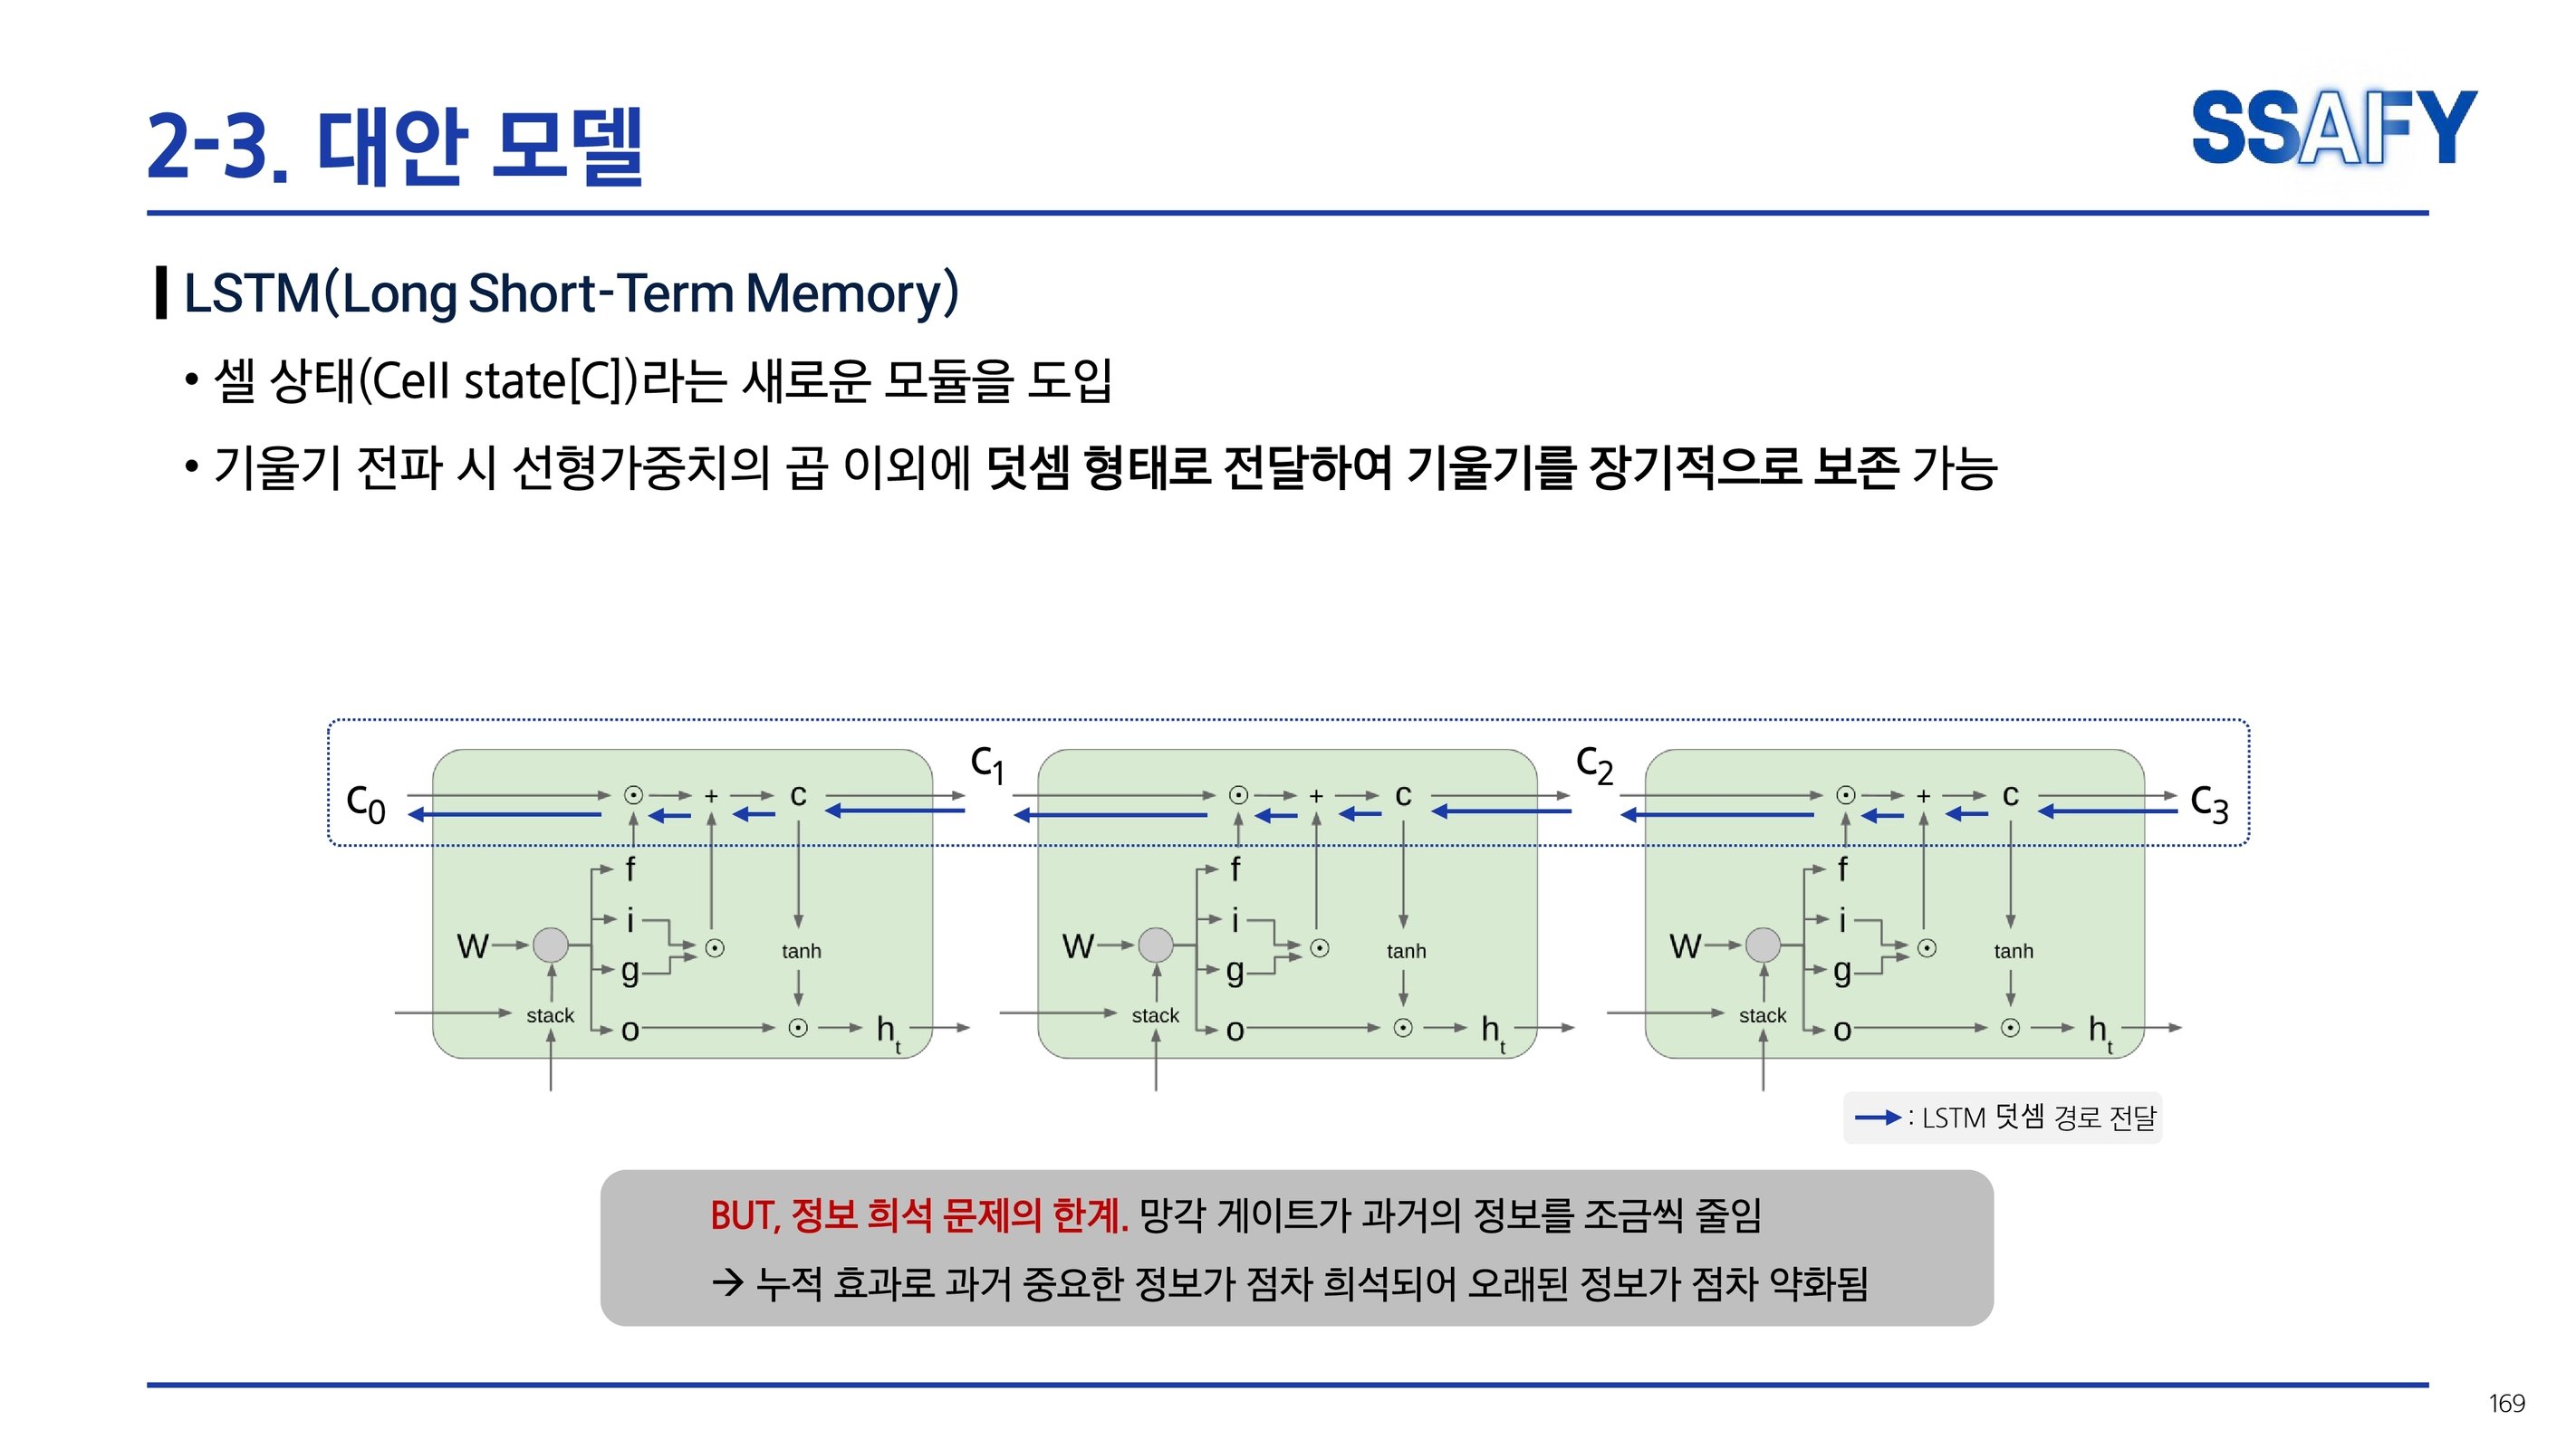 2-3. 대안 모델
SSAFY
LSTM(Long Short-Term Memory)
• 셀 상태(Cell state[C])라는 새로운 모듈을 도입
• 기울기 전파 시 선형가중치의 곱 이외에 덧셈 형태로 전달하여 기울기를 장기적으로 보존 가능
C0 ⊙ + c C1 ⊙ + c C2 ⊙ + c C3
f f f
i i i
W ⊙ tanh W ⊙ tanh W ⊙ tanh
g g g
stack stack stack
o ⊙ ht o ⊙ ht o ⊙ ht
: LSTM 덧셈 경로 전달
BUT, 정보 희석 문제의 한계. 망각 게이트가 과거의 정보를 조금씩 줄임
→ 누적 효과로 과거 중요한 정보가 점차 희석되어 오래된 정보가 점차 약화됨
169